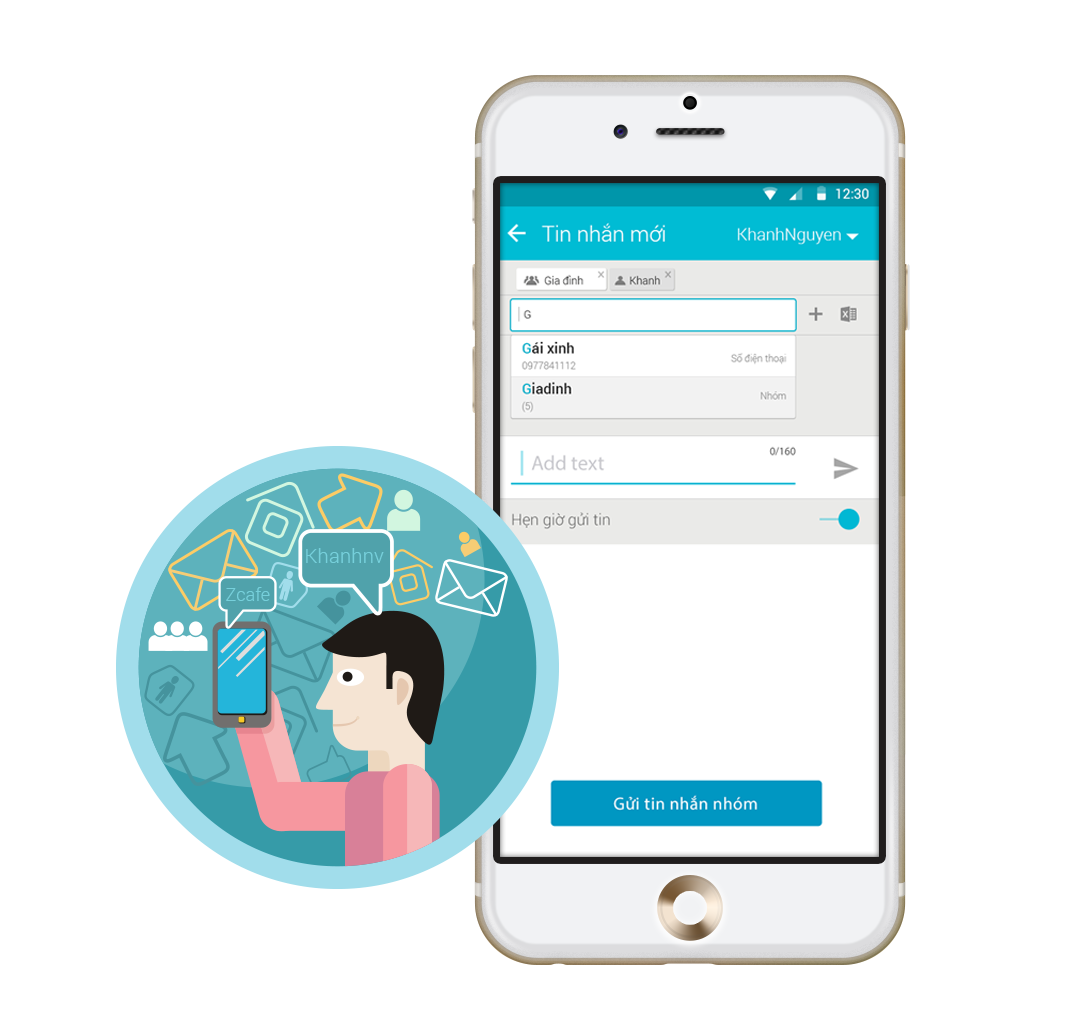 12:30
Tin nhắn mới
KhanhNguyen
Gia đình
Khanh
G
Gái xinh
0977841112
Số điện thoại
Giadinh
(5)
Nhóm
Add text
0/160
Hẹn giờ gửi tin
Gửi tin nhắn nhóm
Khanhnv
Zcafe